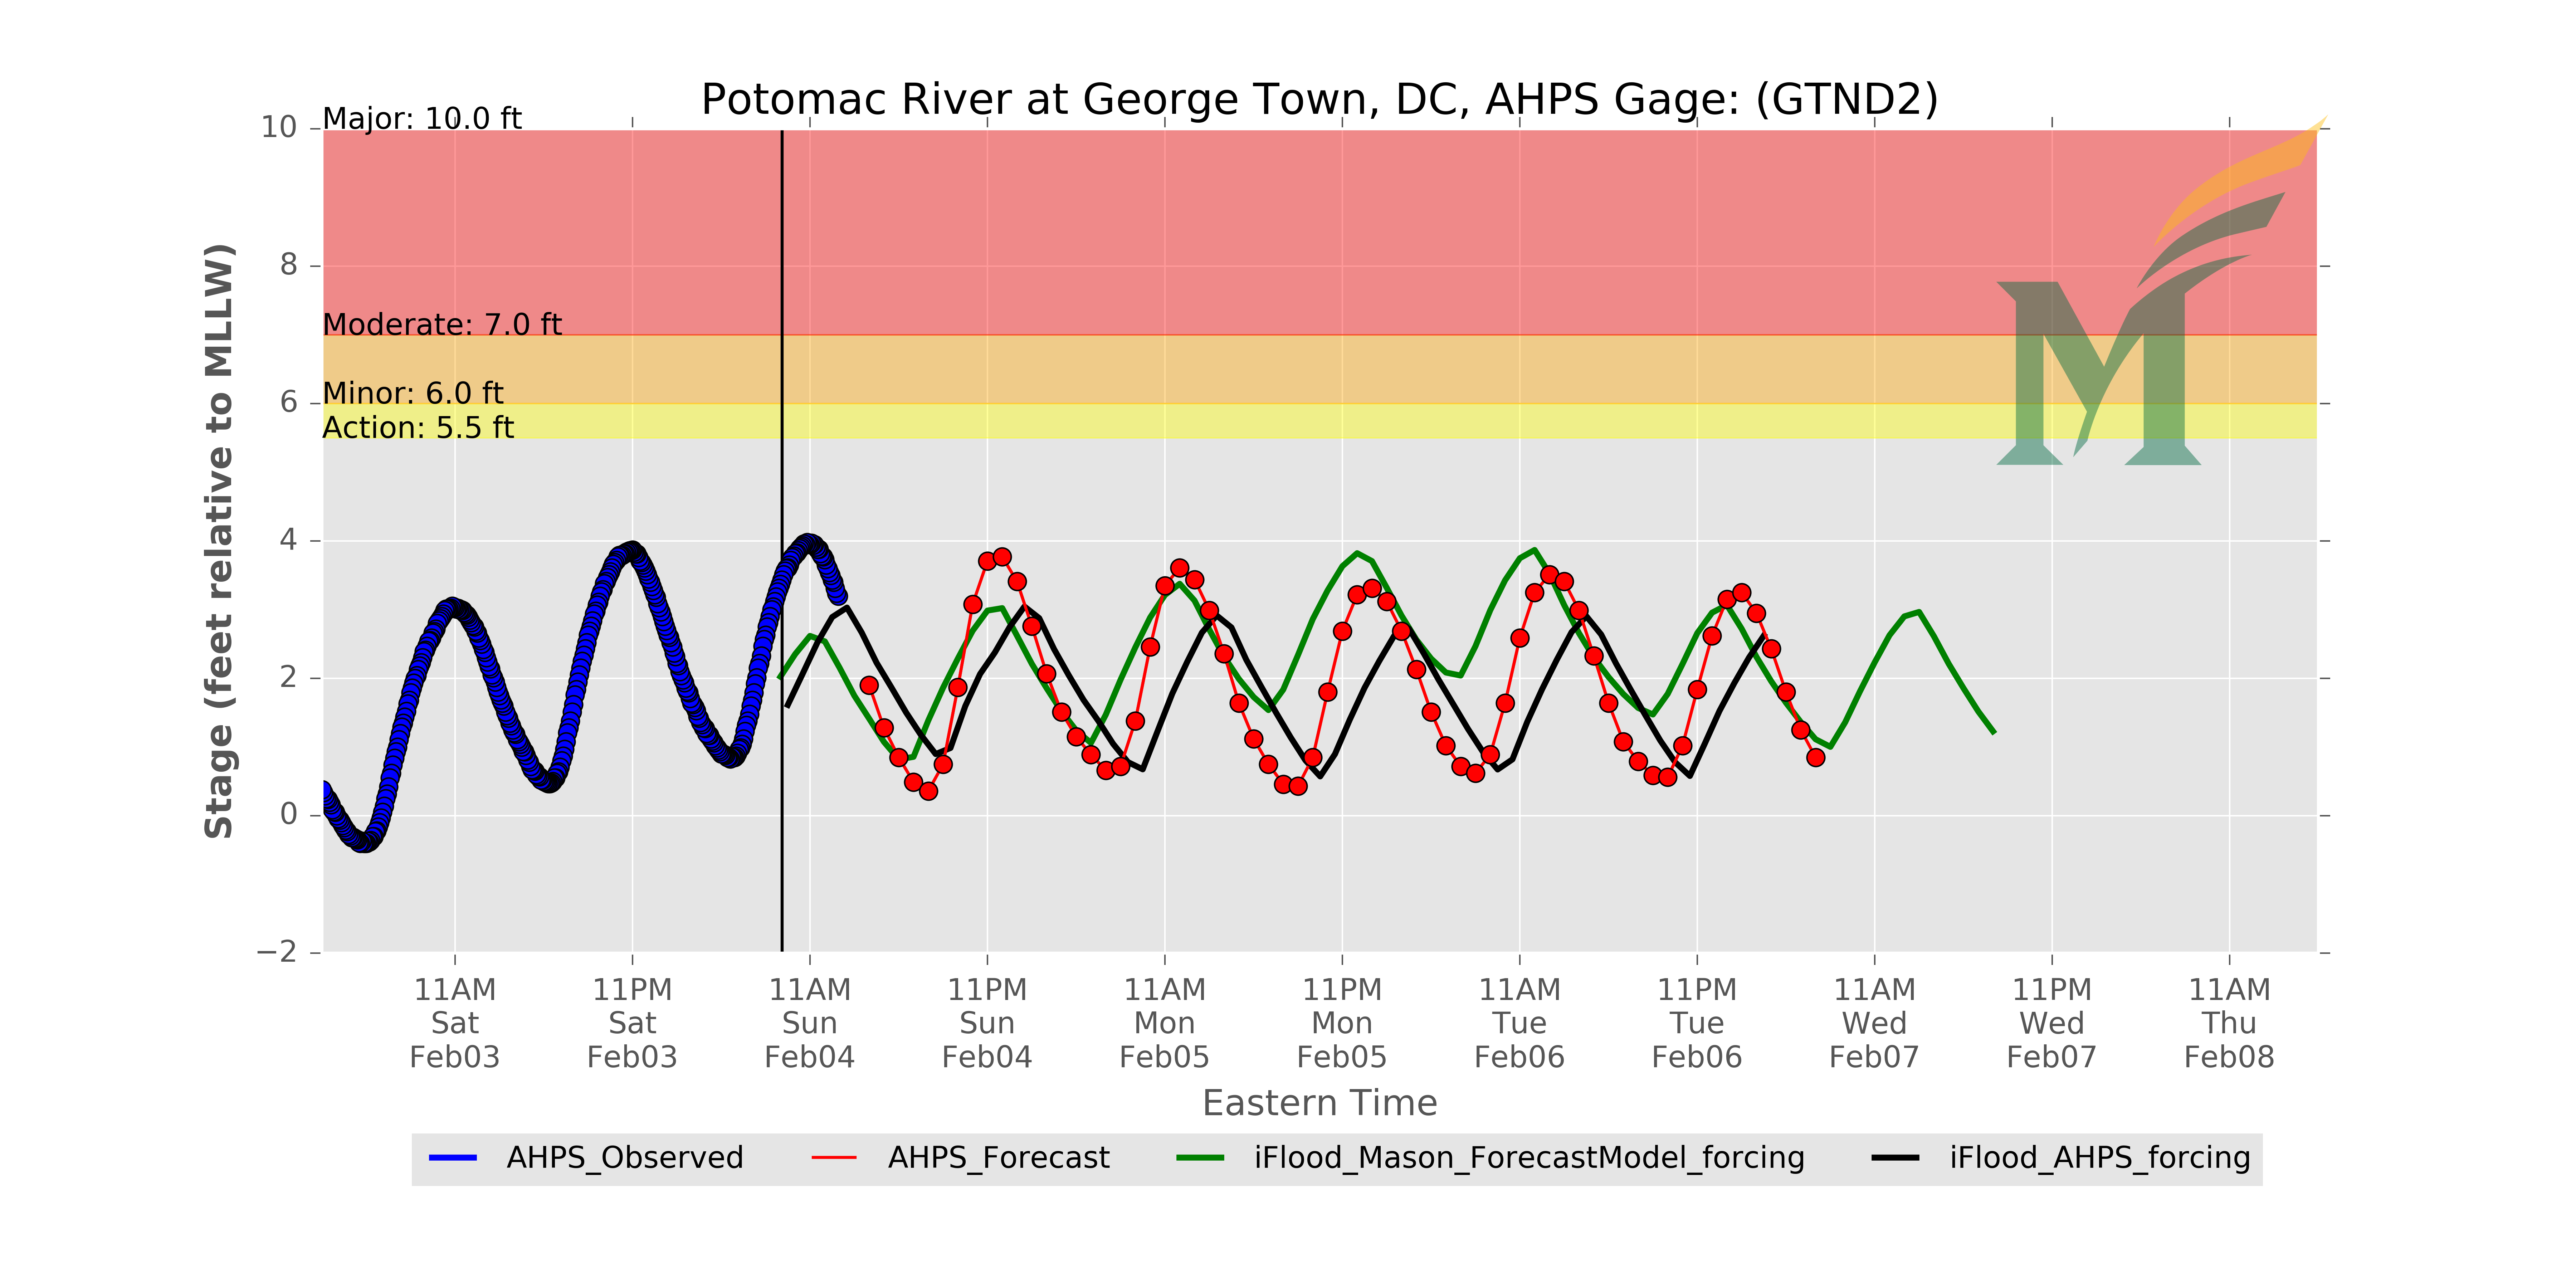 Potomac River at George Town, DC, AHPS Gage: (GTND2)
Major: 10.0 ft
Moderate: 7.0 ft
Minor: 6.0 ft
Action: 5.5 ft
Stage (feet relative to MLLW)
10
8
6
4
2
0
−2
11AM
Sat
Feb03
11PM
Sat
Feb03
11AM
Sun
Feb04
11PM
Sun
Feb04
11AM
Mon
Feb05
11PM
Mon
Feb05
11AM
Tue
Feb06
11PM
Tue
Feb06
11AM
Wed
Feb07
11PM
Wed
Feb07
11AM
Thu
Feb08
Eastern Time
AHPS_Observed
AHPS_Forecast
iFlood_Mason_ForecastModel_forcing
iFlood_AHPS_forcing
M